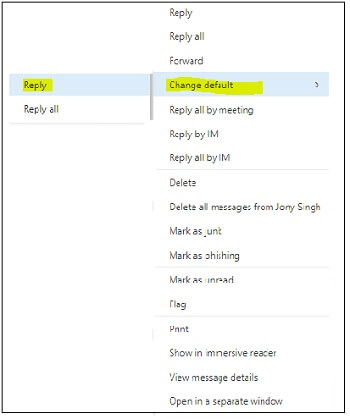 Reply
Reply all
Forward
Change default
Reply
Reply all
Reply all by meeting
Reply by IM
Reply all by IM
Delete
Delete all messages from Jony Singh
Mark as junk
Mark as phishing
Mark as unread
Flag
Print
Show in immersive reader
View message details
Open in a separate window